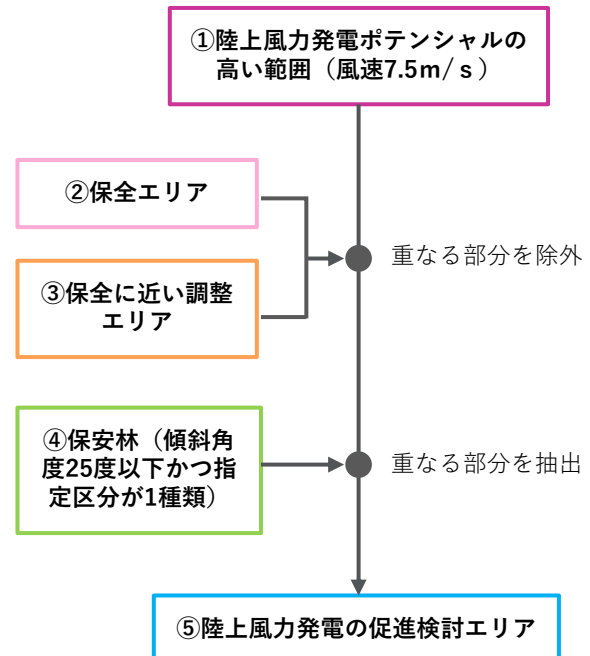 ①陸上風力発電ポテンシャルの
高い範囲（風速7.5m/ｓ）
②保全エリア
重なる部分を除外
③保全に近い調整
エリア
④保安林（傾斜角
度25度以下かつ指
定区分が1種類）
重なる部分を抽出
⑤陸上風力発電の促進検討エリア